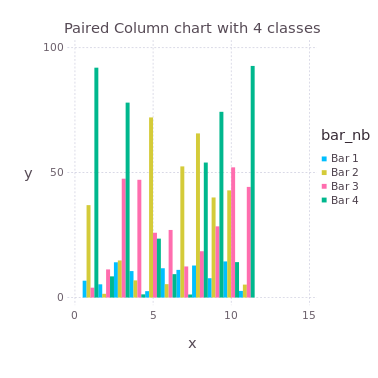 Paired Column chart with 4 classes
100
50
0
y
0 5 10 15
x
bar_nb
Bar 1
Bar 2
Bar 3
Bar 4